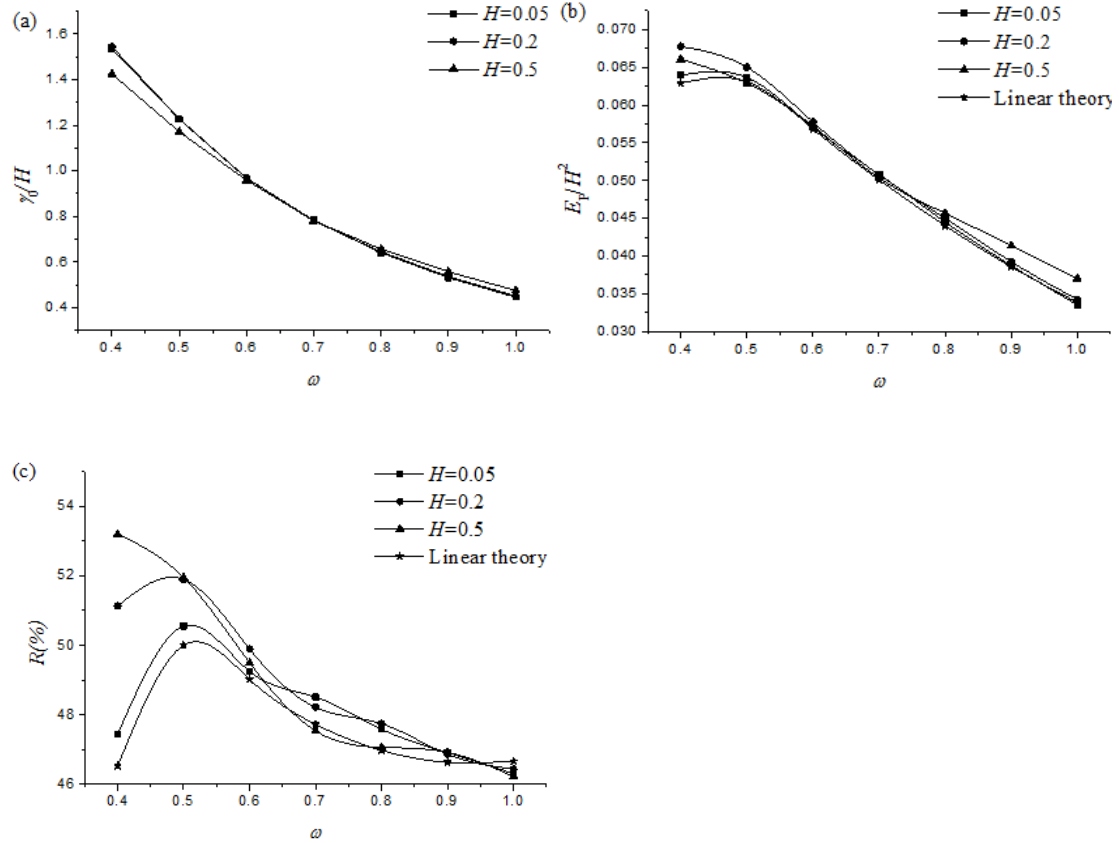 (a)
H=0.05
H=0.2
H=0.5
1.6
1.4
1.2
1.0
0.8
0.6
0.4
γ₀/H
0.4 0.5 0.6 0.7 0.8 0.9 1.0
ω
(b)
H=0.05
H=0.2
H=0.5
Linear theory
0.070
0.065
0.060
0.055
0.050
0.045
0.040
0.035
0.030
Eₚ/H²
0.4 0.5 0.6 0.7 0.8 0.9 1.0
ω
(c)
H=0.05
H=0.2
H=0.5
Linear theory
54
52
50
48
46
R(%)
0.4 0.5 0.6 0.7 0.8 0.9 1.0
ω